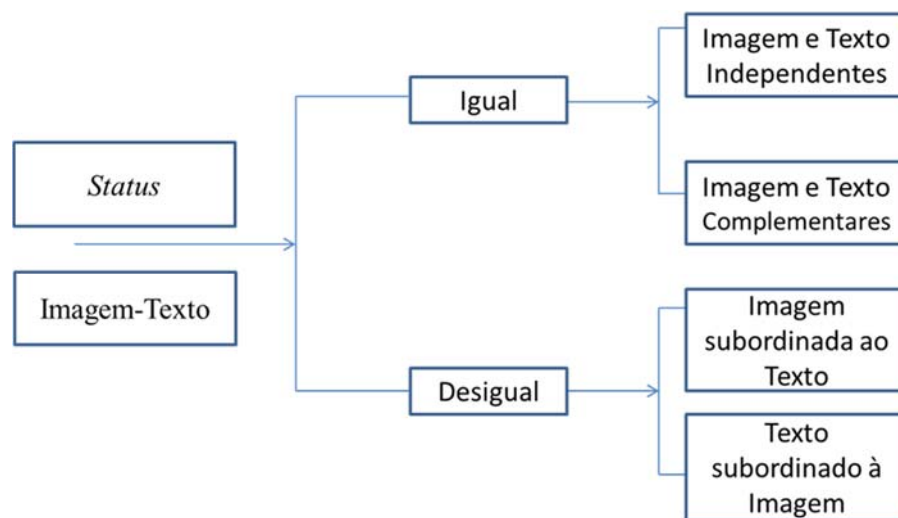 Status
Imagem-Texto
Igual
Desigual
Imagem e Texto
Independentes
Imagem e Texto
Complementares
Imagem
subordinada ao
Texto
Texto
subordinado à
Imagem